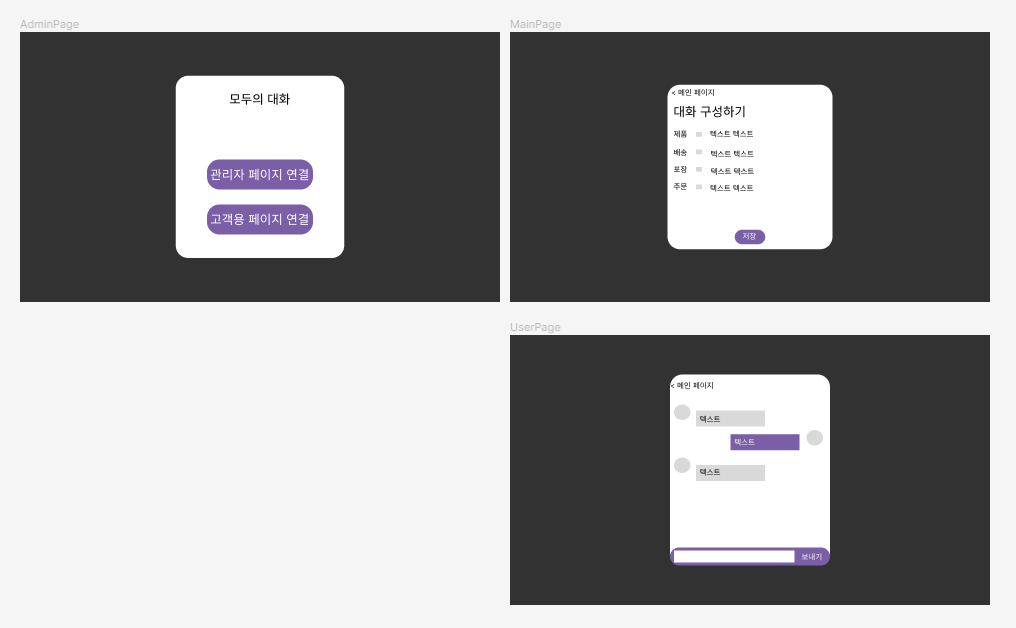 AdminPage
모두의 대화
관리자 페이지 연결
고객용 페이지 연결
MainPage
< 메인 페이지
대화 구성하기
제품 텍스트 텍스트
배송 텍스트 텍스트
포장 텍스트 텍스트
주문 텍스트 텍스트
저장
UserPage
< 메인 페이지
텍스트
텍스트
텍스트
보내기